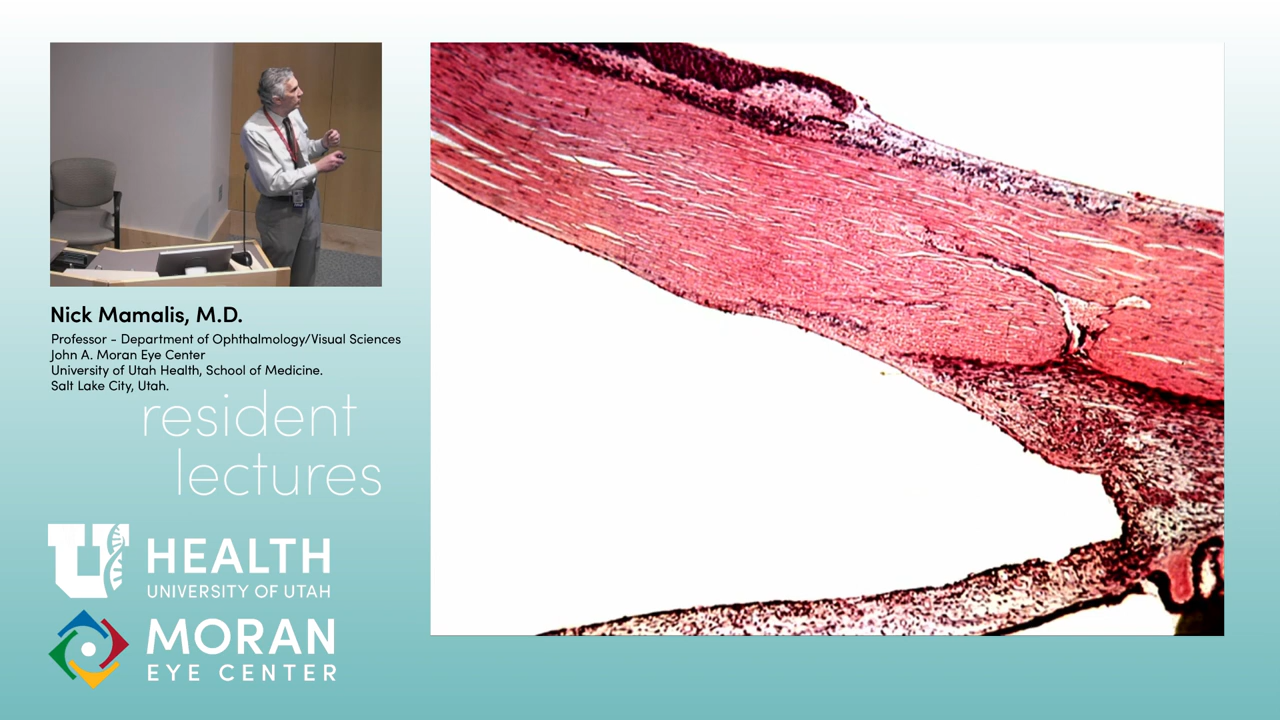 Nick Mamalis, M.D.
Professor - Department of Ophthalmology/Visual Sciences
John A. Moran Eye Center
University of Utah Health, School of Medicine.
Salt Lake City, Utah.
resident
lectures
U HEALTH
UNIVERSITY OF UTAH
MORAN
EYE CENTER